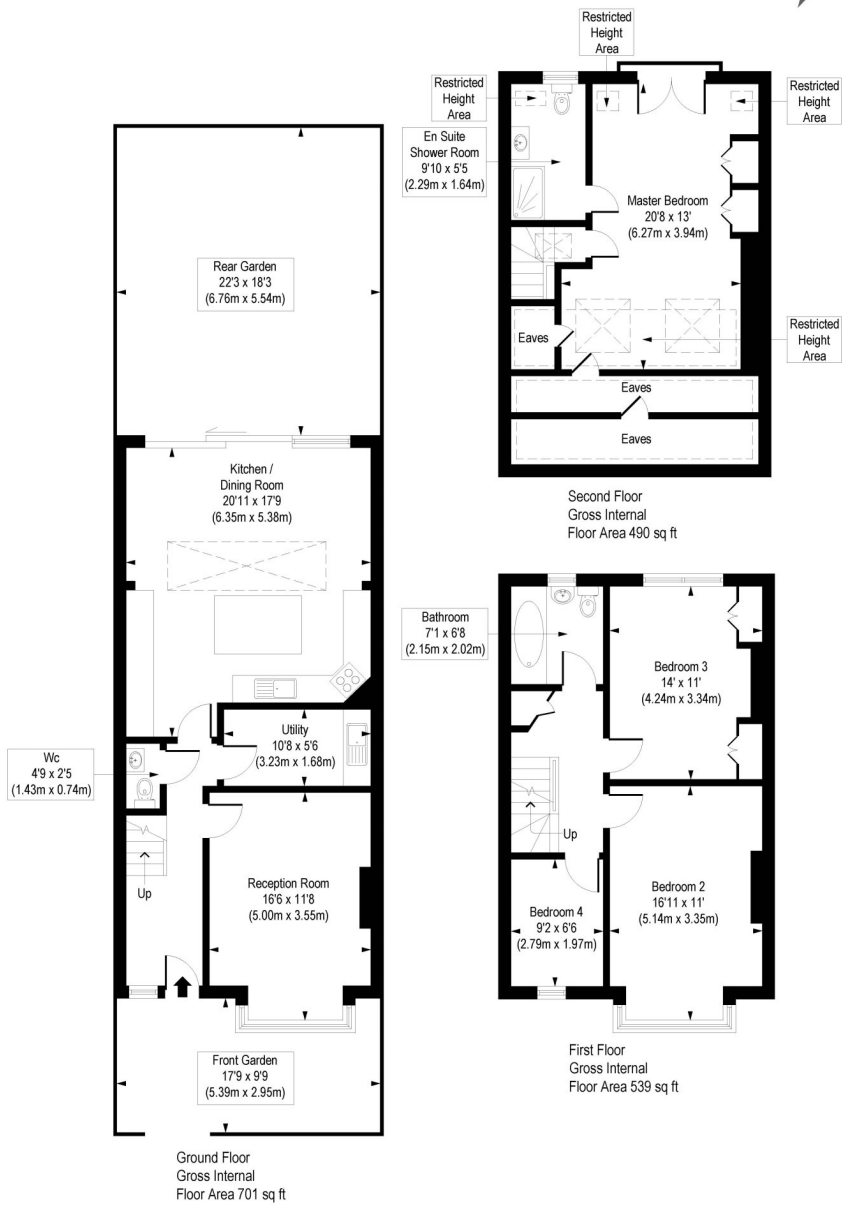 Restricted
Height
Area
Restricted
Height
Area
Restricted
Height
Area
En Suite
Shower Room
9'10 x 5'5
(2.29m x 1.64m)
Master Bedroom
20'8 x 13'
(6.27m x 3.94m)
Eaves
Restricted
Height
Area
Eaves
Eaves
Second Floor
Gross Internal
Floor Area 490 sq ft
Rear Garden
22'3 x 18'3
(6.76m x 5.54m)
Kitchen /
Dining Room
20'11 x 17'9
(6.35m x 5.38m)
Utility
10'8 x 5'6
(3.23m x 1.68m)
Wc
4'9 x 2'5
(1.43m x 0.74m)
Up
Reception Room
16'6 x 11'8
(5.00m x 3.55m)
Front Garden
17'9 x 9'9
(5.39m x 2.95m)
Ground Floor
Gross Internal
Floor Area 701 sq ft
Bathroom
7'1 x 6'8
(2.15m x 2.02m)
Bedroom 3
14' x 11'
(4.24m x 3.34m)
Up
Bedroom 2
16'11 x 11'
(5.14m x 3.35m)
Bedroom 4
9'2 x 6'6
(2.79m x 1.97m)
First Floor
Gross Internal
Floor Area 539 sq ft